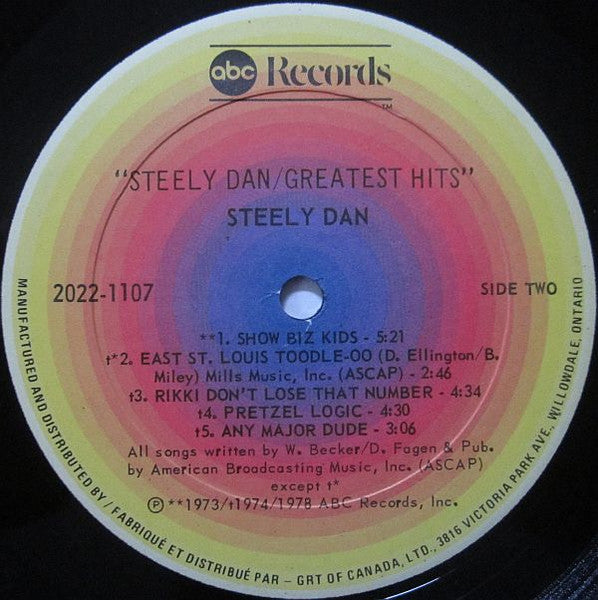 abc Records
TM
"STEELY DAN/GREATEST HITS"
STEELY DAN
2022-1107
SIDE TWO
**1. SHOW BIZ KIDS - 5:21
t*2. EAST ST. LOUIS TOODLE-OO (D. Ellington/B.
Miley) Mills Music, Inc. (ASCAP) - 2:46
t3. RIKKI DON'T LOSE THAT NUMBER - 4:34
t4. PRETZEL LOGIC - 4:30
t5. ANY MAJOR DUDE - 3:06
All songs written by W. Becker/D. Fagen & Pub.
by American Broadcasting Music, Inc. (ASCAP)
except t*
℗**1973/t1974/1978 ABC Records, Inc.
MANUFACTURED AND DISTRIBUTED BY / FABRIQUÉ ET DISTRIBUÉ PAR – GRT OF CANADA, LTD., 3816 VICTORIA PARK AVE., WILLOWDALE, ONTARIO